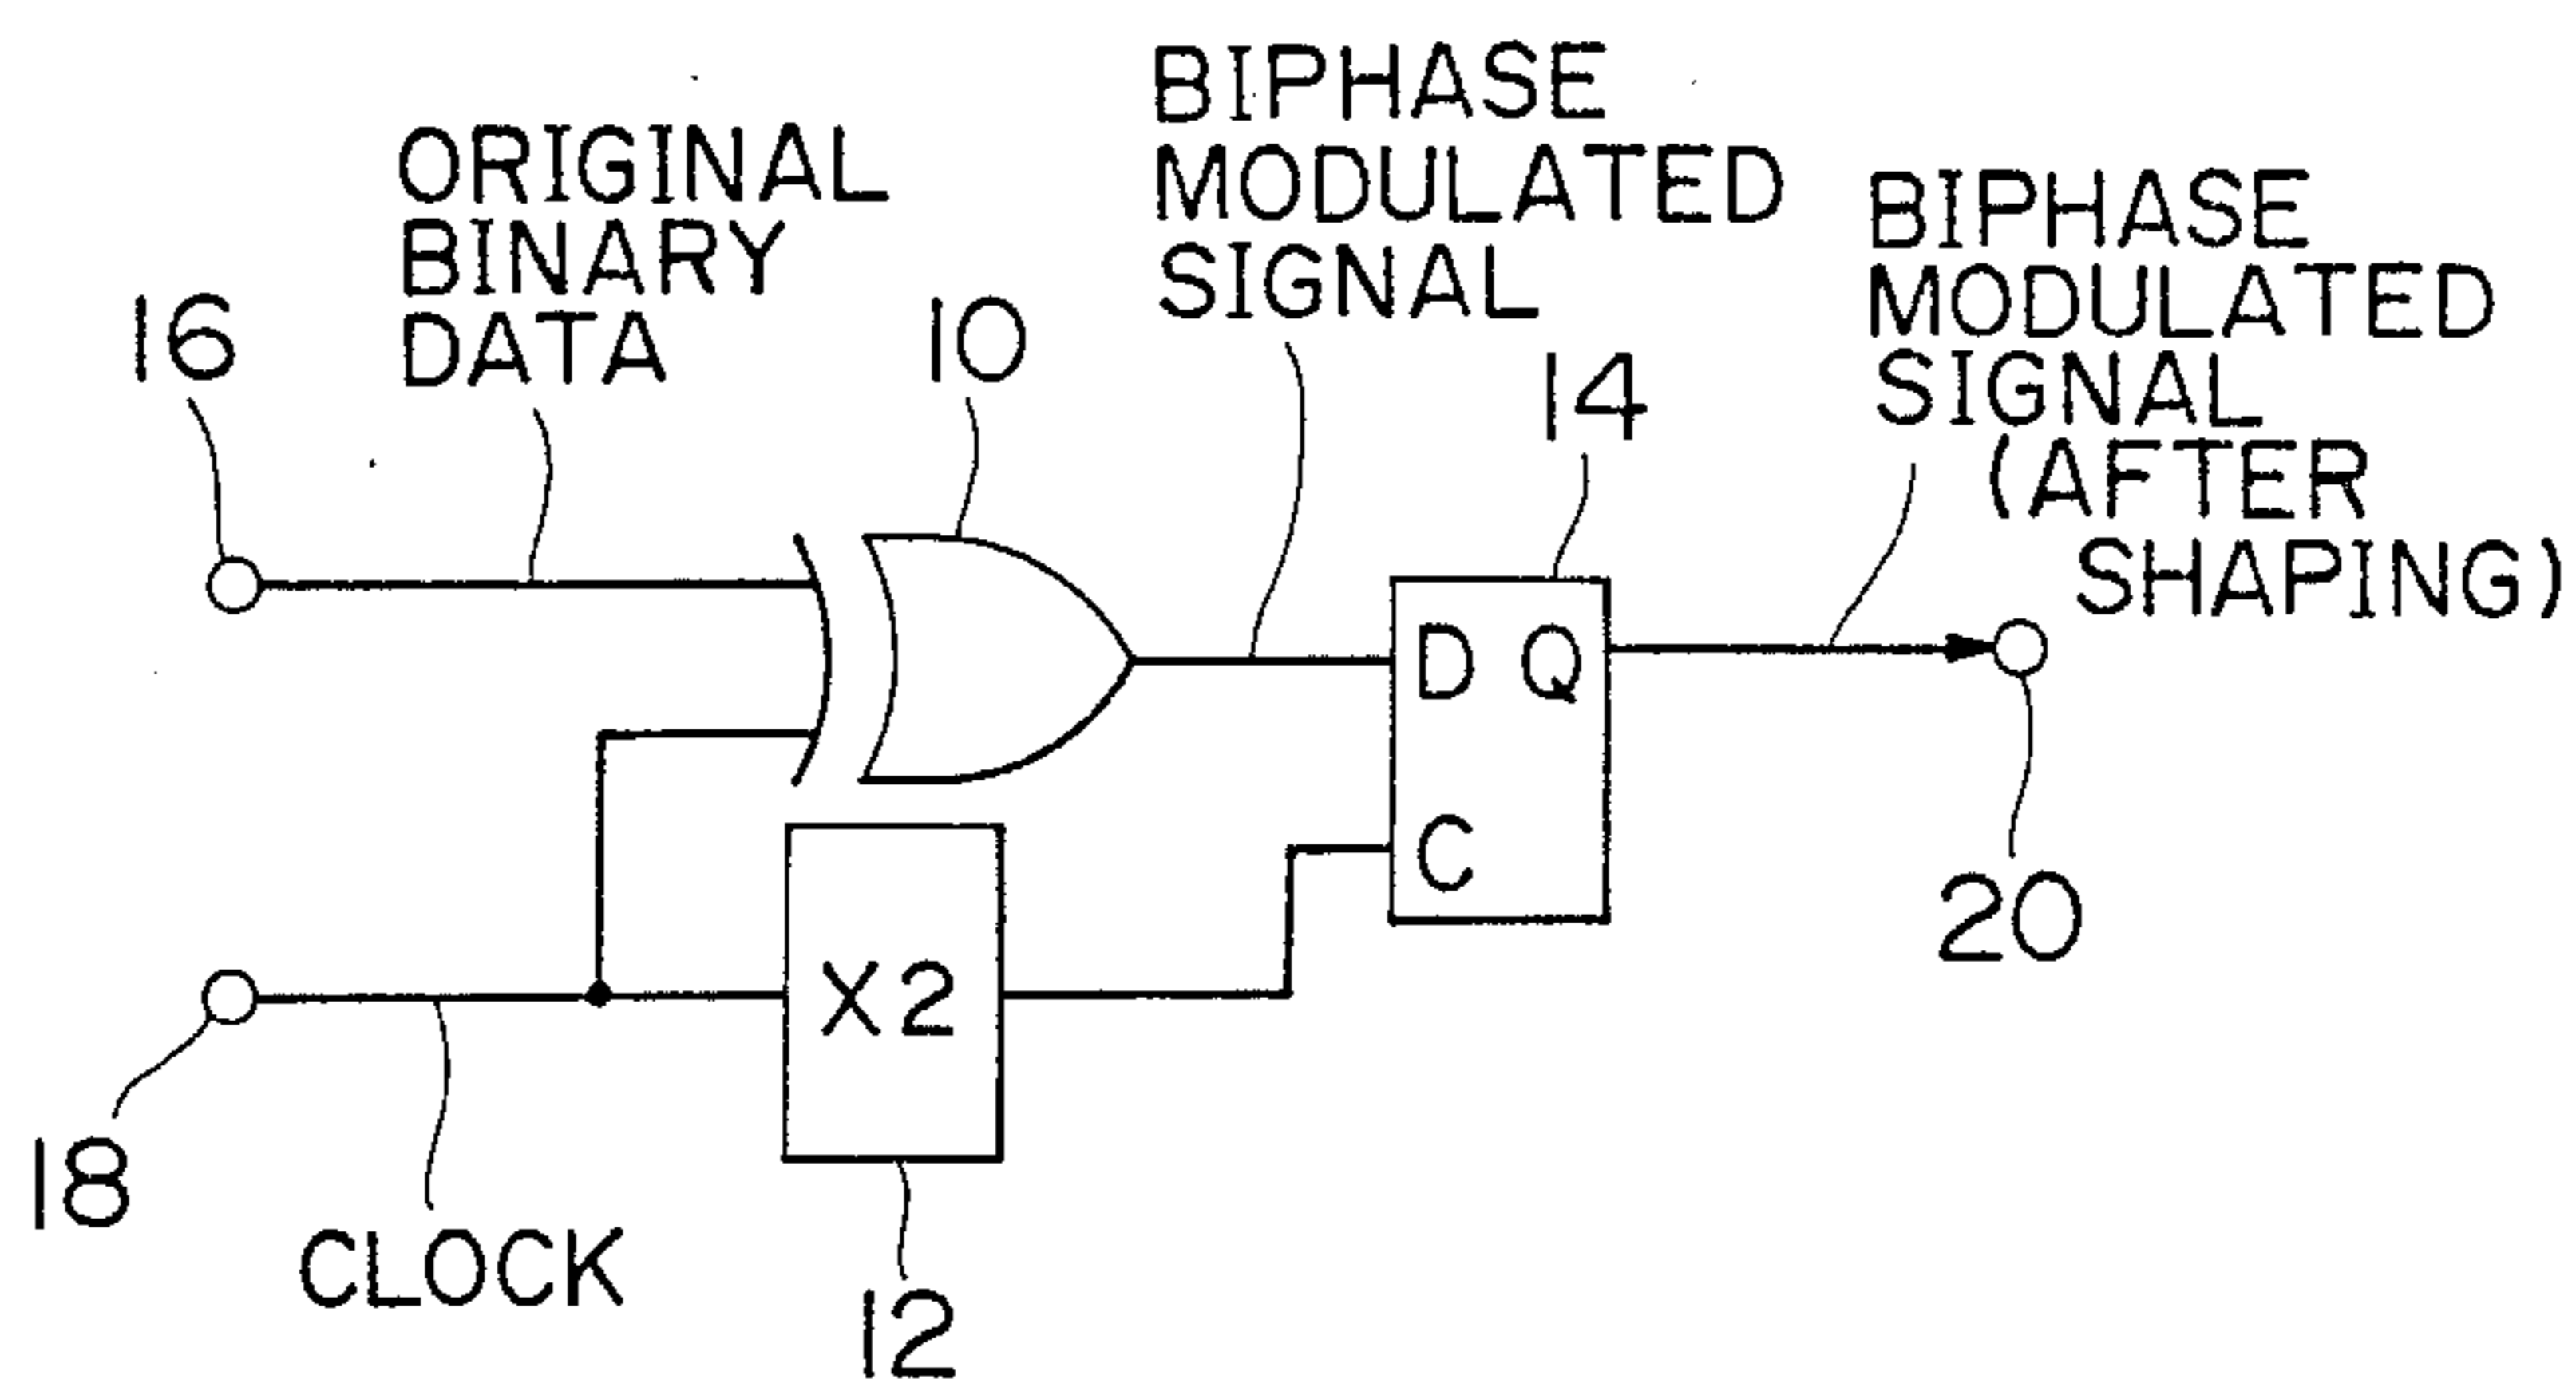 BIPHASE
MODULATED
SIGNAL
ORIGINAL
BINARY
DATA
BIPHASE
MODULATED
SIGNAL
(AFTER
SHAPING)
16
10
14
D Q
C
X2
20
18
CLOCK
12